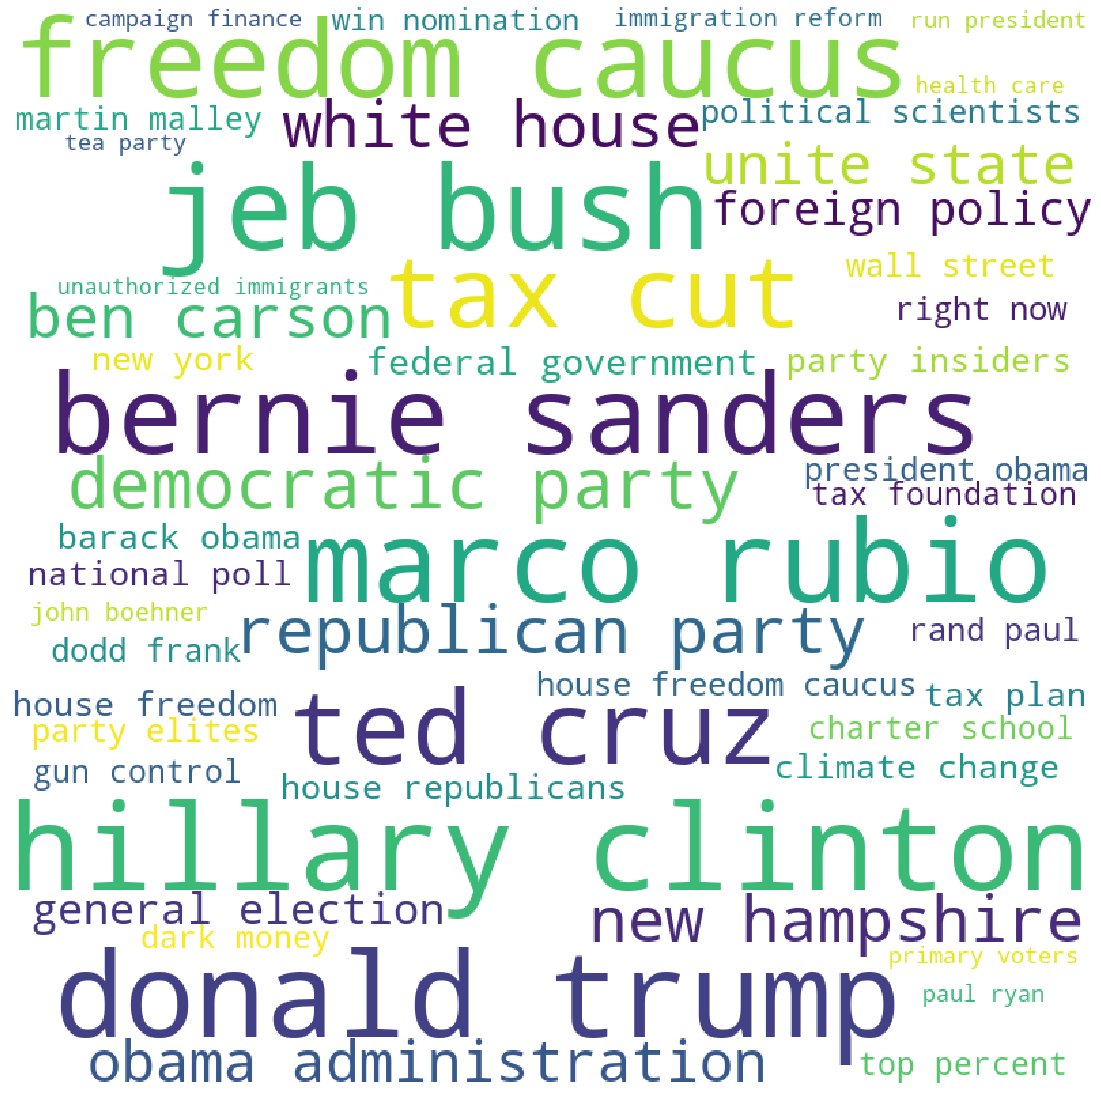 campaign finance
win nomination
immigration reform
run president
freedom caucus
health care
martin malley
white house
political scientists
tea party
unite state
jeb bush
foreign policy
tax cut
wall street
unauthorized immigrants
ben carson
right now
new york
federal government
party insiders
bernie sanders
democratic party
president obama
tax foundation
barack obama
marco rubio
national poll
john boehner
republican party
rand paul
dodd frank
house freedom caucus
tax plan
house freedom
ted cruz
party elites
charter school
gun control
climate change
house republicans
hillary clinton
general election
new hampshire
dark money
donald trump
primary voters
paul ryan
obama administration
top percent